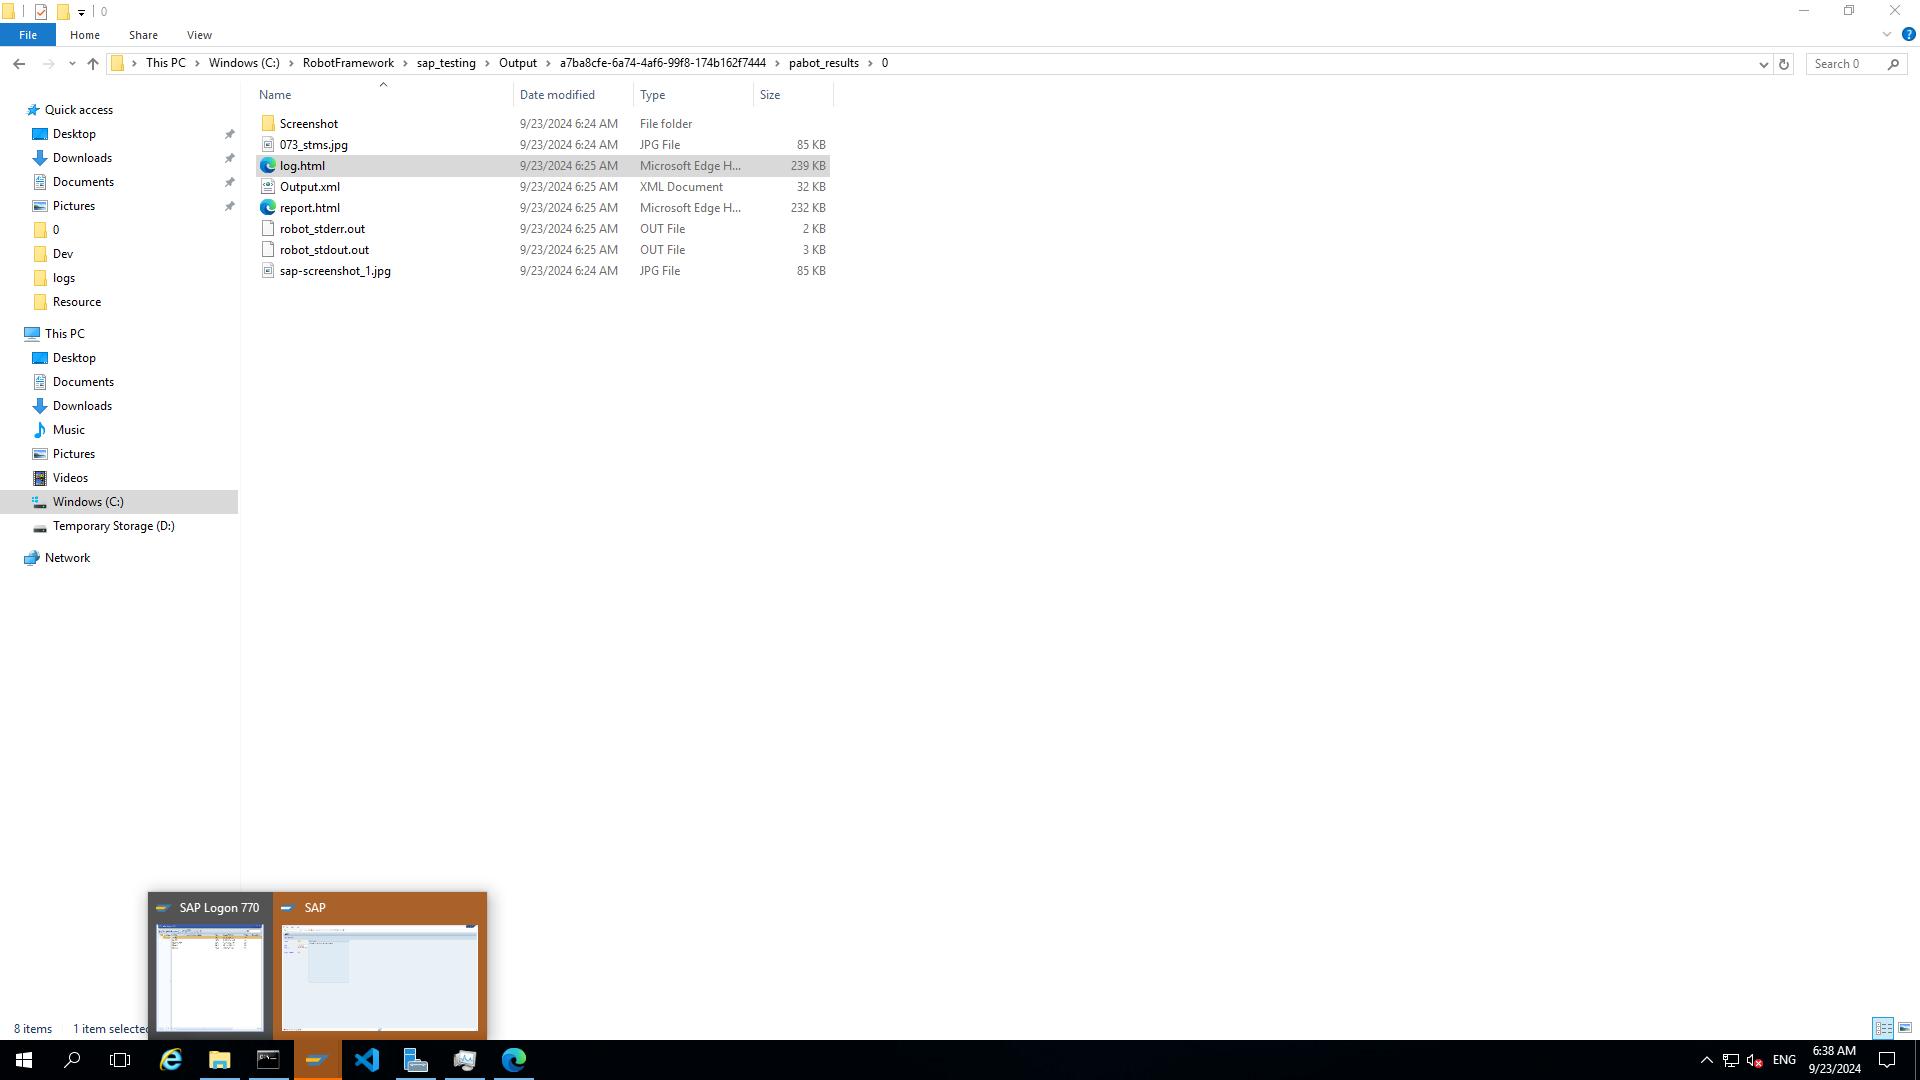 0
File Home Share View
This PC Windows (C:) RobotFramework sap_testing Output a7ba8cfe-6a74-4af6-99f8-174b162f7444 pabot_results 0 Search 0
Name Date modified Type Size
Quick access
Desktop
Downloads
Documents
Pictures
0
Dev
logs
Resource
This PC
Desktop
Documents
Downloads
Music
Pictures
Videos
Windows (C:)
Temporary Storage (D:)
Network
Screenshot 9/23/2024 6:24 AM File folder
073_stms.jpg 9/23/2024 6:24 AM JPG File 85 KB
log.html 9/23/2024 6:25 AM Microsoft Edge H... 239 KB
Output.xml 9/23/2024 6:25 AM XML Document 32 KB
report.html 9/23/2024 6:25 AM Microsoft Edge H... 232 KB
robot_stderr.out 9/23/2024 6:25 AM OUT File 2 KB
robot_stdout.out 9/23/2024 6:25 AM OUT File 3 KB
sap-screenshot_1.jpg 9/23/2024 6:24 AM JPG File 85 KB
SAP Logon 770 SAP
8 items 1 item selected
ENG 6:38 AM
9/23/2024